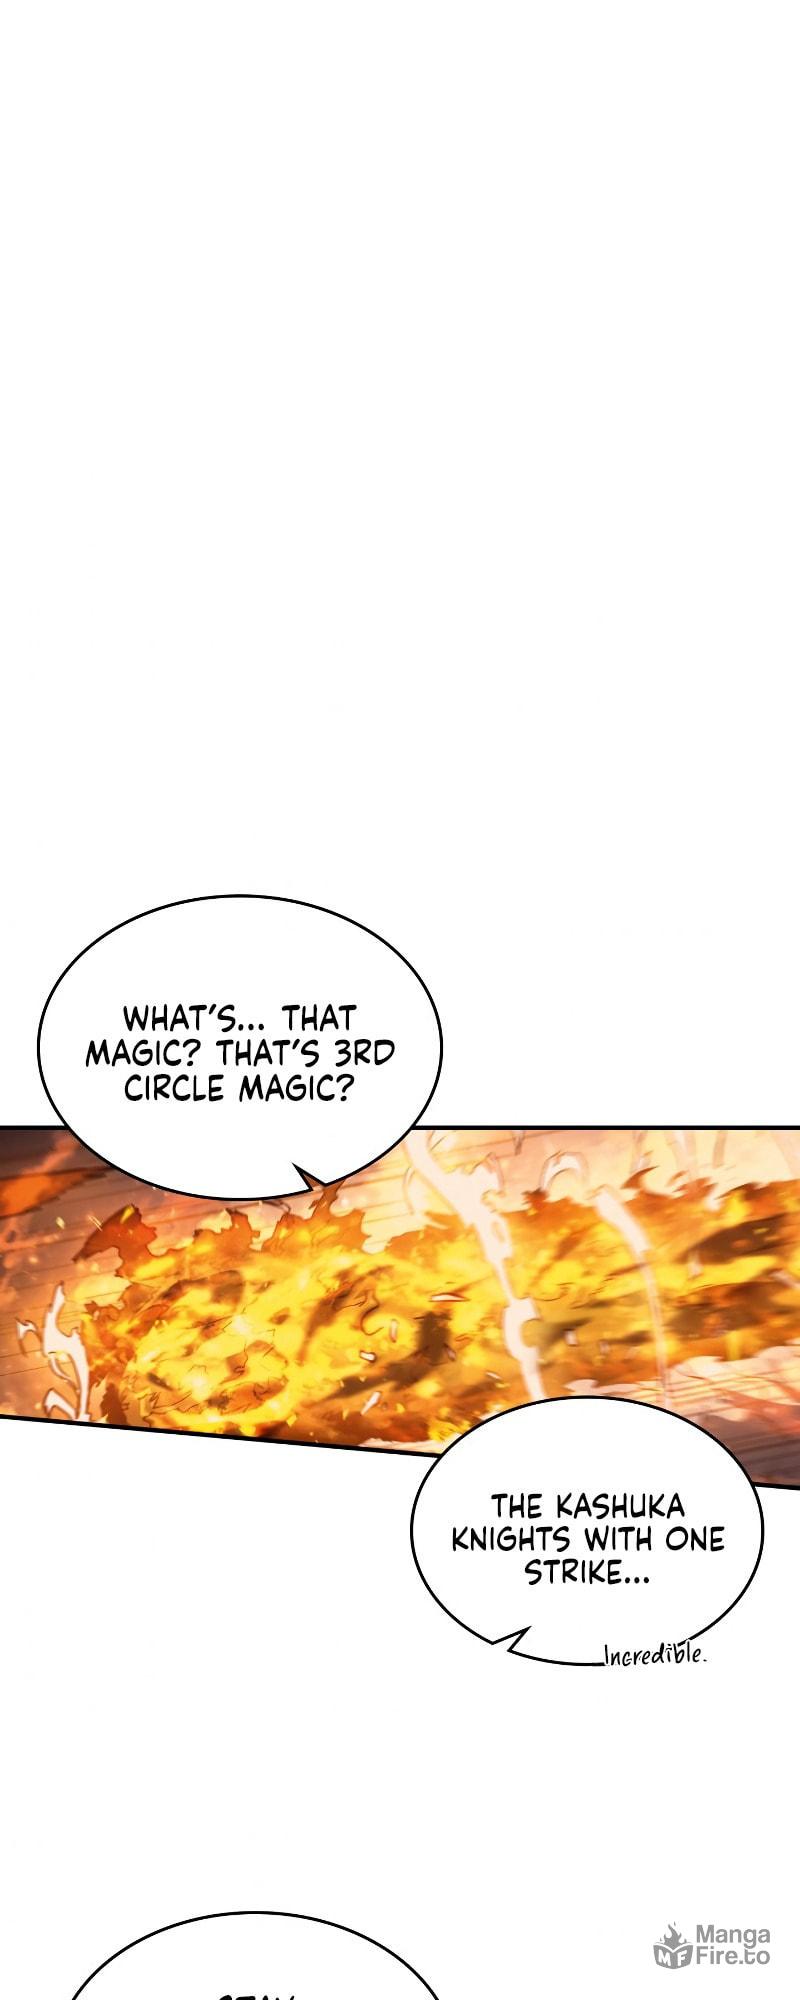 WHAT'S... THAT
MAGIC? THAT'S 3RD
CIRCLE MAGIC?
THE KASHUKA
KNIGHTS WITH ONE
STRIKE...
Incredible.
Manga
Fire.to